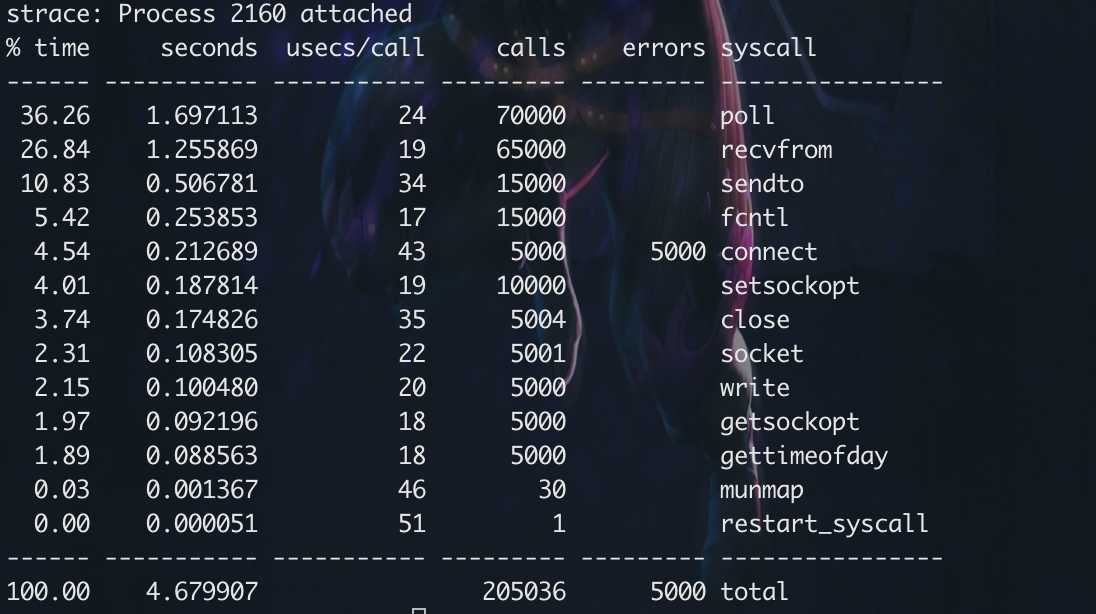 strace: Process 2160 attached
% time     seconds  usecs/call     calls    errors syscall
------ ----------- ----------- --------- --------- ----------------
 36.26    1.697113          24     70000           poll
 26.84    1.255869          19     65000           recvfrom
 10.83    0.506781          34     15000           sendto
  5.42    0.253853          17     15000           fcntl
  4.54    0.212689          43      5000      5000 connect
  4.01    0.187814          19     10000           setsockopt
  3.74    0.174826          35      5004           close
  2.31    0.108305          22      5001           socket
  2.15    0.100480          20      5000           write
  1.97    0.092196          18      5000           getsockopt
  1.89    0.088563          18      5000           gettimeofday
  0.03    0.001367          46        30           munmap
  0.00    0.000051          51         1           restart_syscall
------ ----------- ----------- --------- --------- ----------------
100.00    4.679907                205036      5000 total